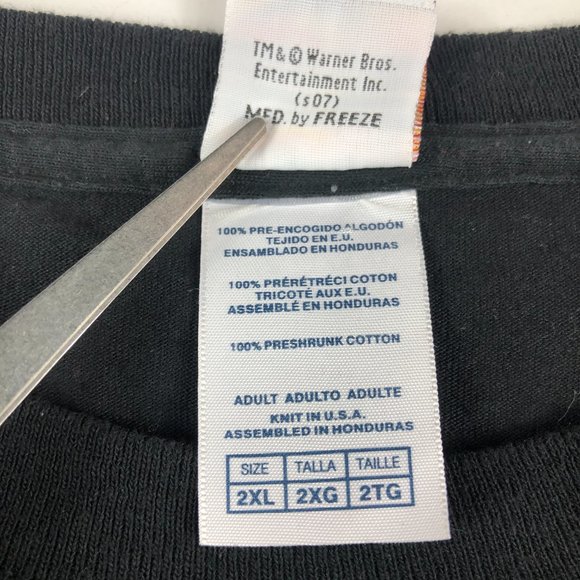 TM & © Warner Bros.
Entertainment Inc.
(s07)
MFD. by FREEZE
100% PRE-ENCOGIDO ALGODÓN
TEJIDO EN E.U.
ENSAMBLADO EN HONDURAS
100% PRÉRÉTRÉCI COTON
TRICOTÉ AUX E.U.
ASSEMBLÉ EN HONDURAS
100% PRESHRUNK COTTON
ADULT ADULTO ADULTE
KNIT IN U.S.A.
ASSEMBLED IN HONDURAS
SIZE TALLA TAILLE
2XL 2XG 2TG